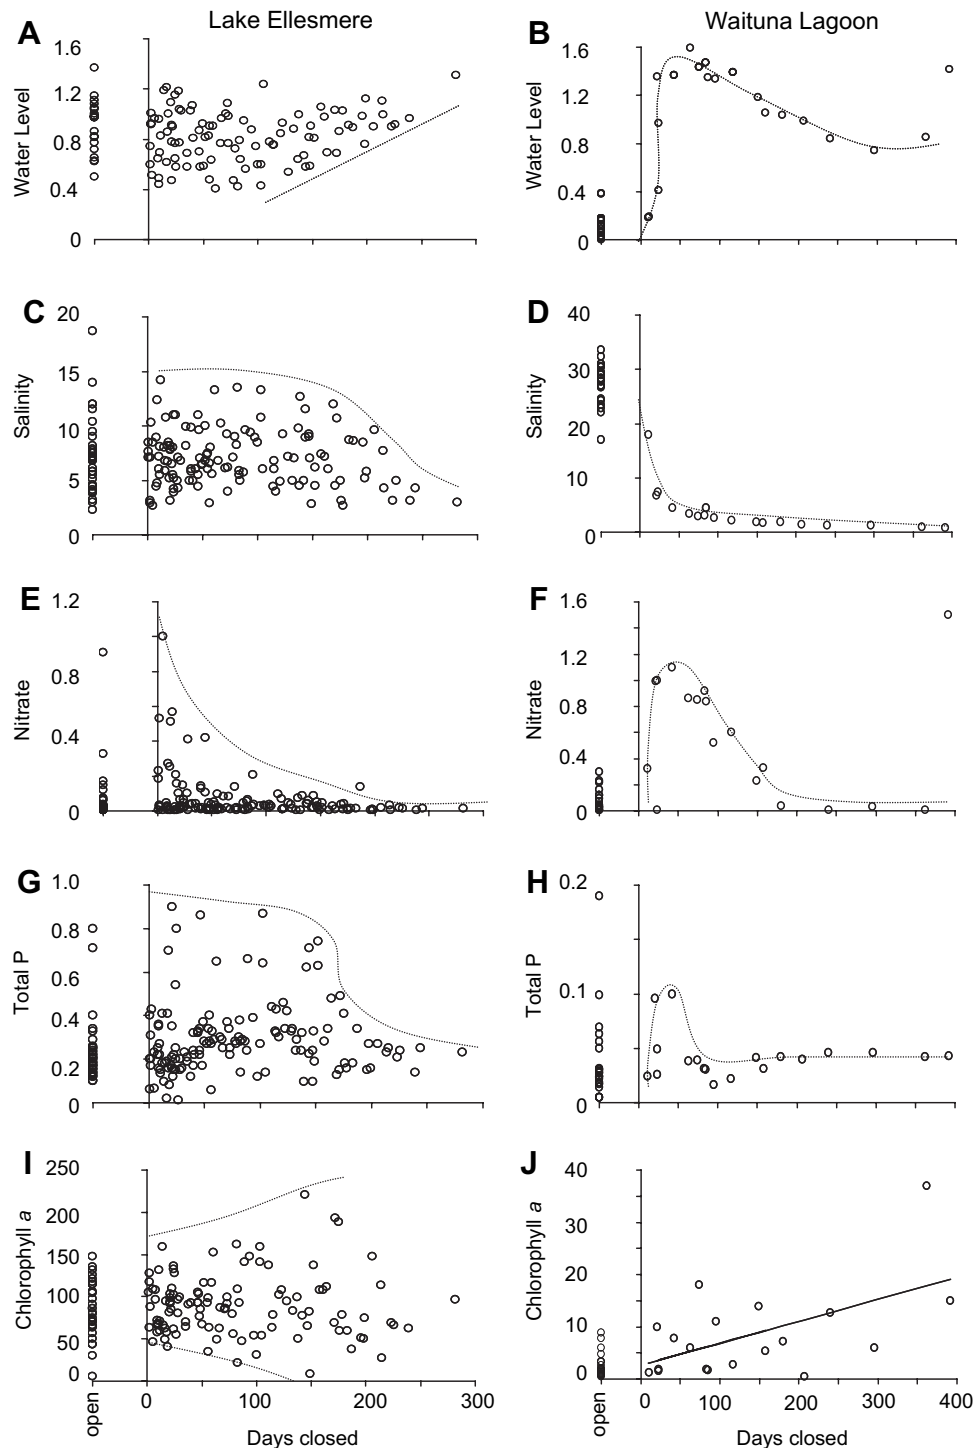 Lake Ellesmere
Waituna Lagoon
A
Water Level
1.6
1.2
0.8
0.4
0
B
Water Level
1.6
1.2
0.8
0.4
0
C
Salinity
20
15
10
5
0
D
Salinity
40
30
20
10
0
E
Nitrate
1.2
0.8
0.4
0
F
Nitrate
1.6
1.2
0.8
0.4
0
G
Total P
1.0
0.8
0.6
0.4
0.2
0
H
Total P
0.2
0.1
0
I
Chlorophyll a
250
200
150
100
50
0
open
0
100
200
300
Days closed
J
Chlorophyll a
40
30
20
10
0
open
0
100
200
300
400
Days closed